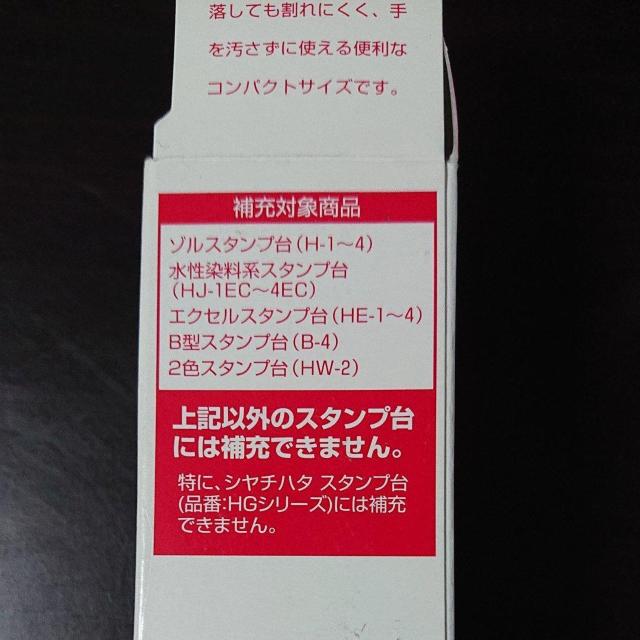 落しても割れにくく、手
を汚さずに使える便利な
コンパクトサイズです。
補充対象商品
ゾルスタンプ台(H-1〜4)
水性染料系スタンプ台
(HJ-1EC〜4EC)
エクセルスタンプ台(HE-1〜4)
B型スタンプ台(B-4)
2色スタンプ台(HW-2)
上記以外のスタンプ台
には補充できません。
特に、シヤチハタ スタンプ台
(品番:HGシリーズ)には補充
できません。